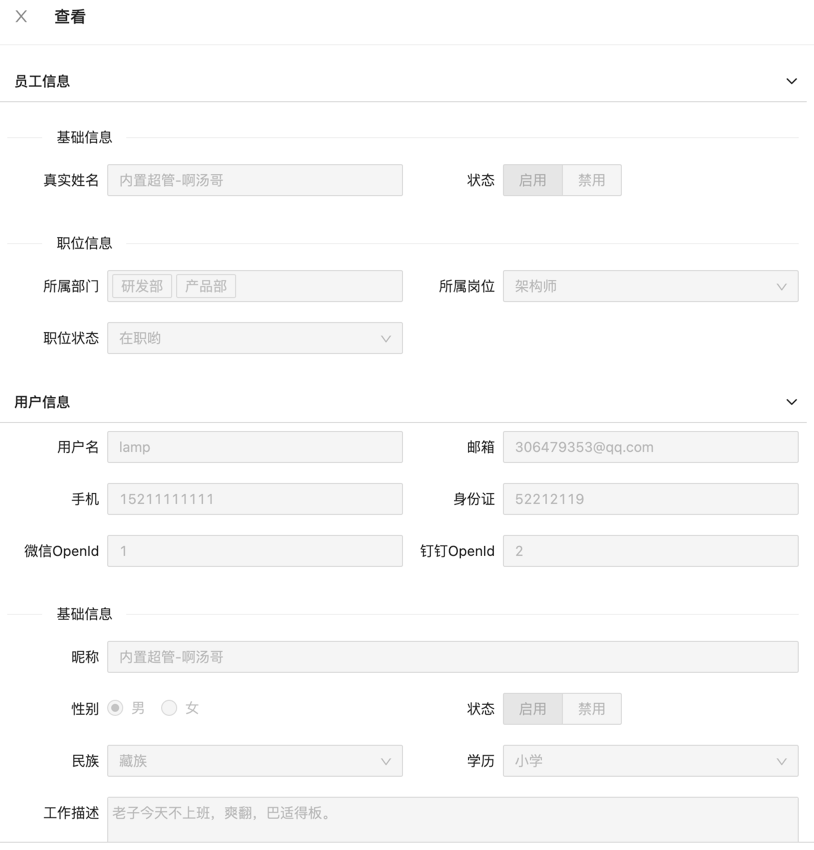 查看
员工信息
基础信息
真实姓名 内置超管-啊汤哥 状态 启用 禁用
职位信息
所属部门 研发部 产品部 所属岗位 架构师
职位状态 在职哟
用户信息
用户名 lamp 邮箱 306479353@qq.com
手机 15211111111 身份证 52212119
微信OpenId 1 钉钉OpenId 2
基础信息
昵称 内置超管-啊汤哥
性别 男 女 状态 启用 禁用
民族 藏族 学历 小学
工作描述 老子今天不上班，爽翻，巴适得板。